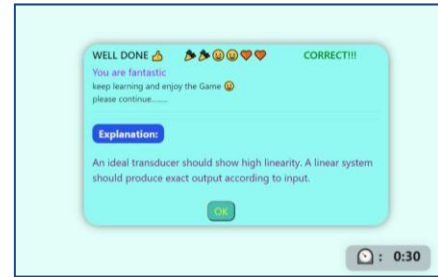 WELL DONE 👍 🎉🎉😀😀❤❤ CORRECT!!!
You are fantastic
keep learning and enjoy the Game 😀
please continue.......
Explanation:
An ideal transducer should show high linearity. A linear system
should produce exact output according to input.
OK
: 0:30